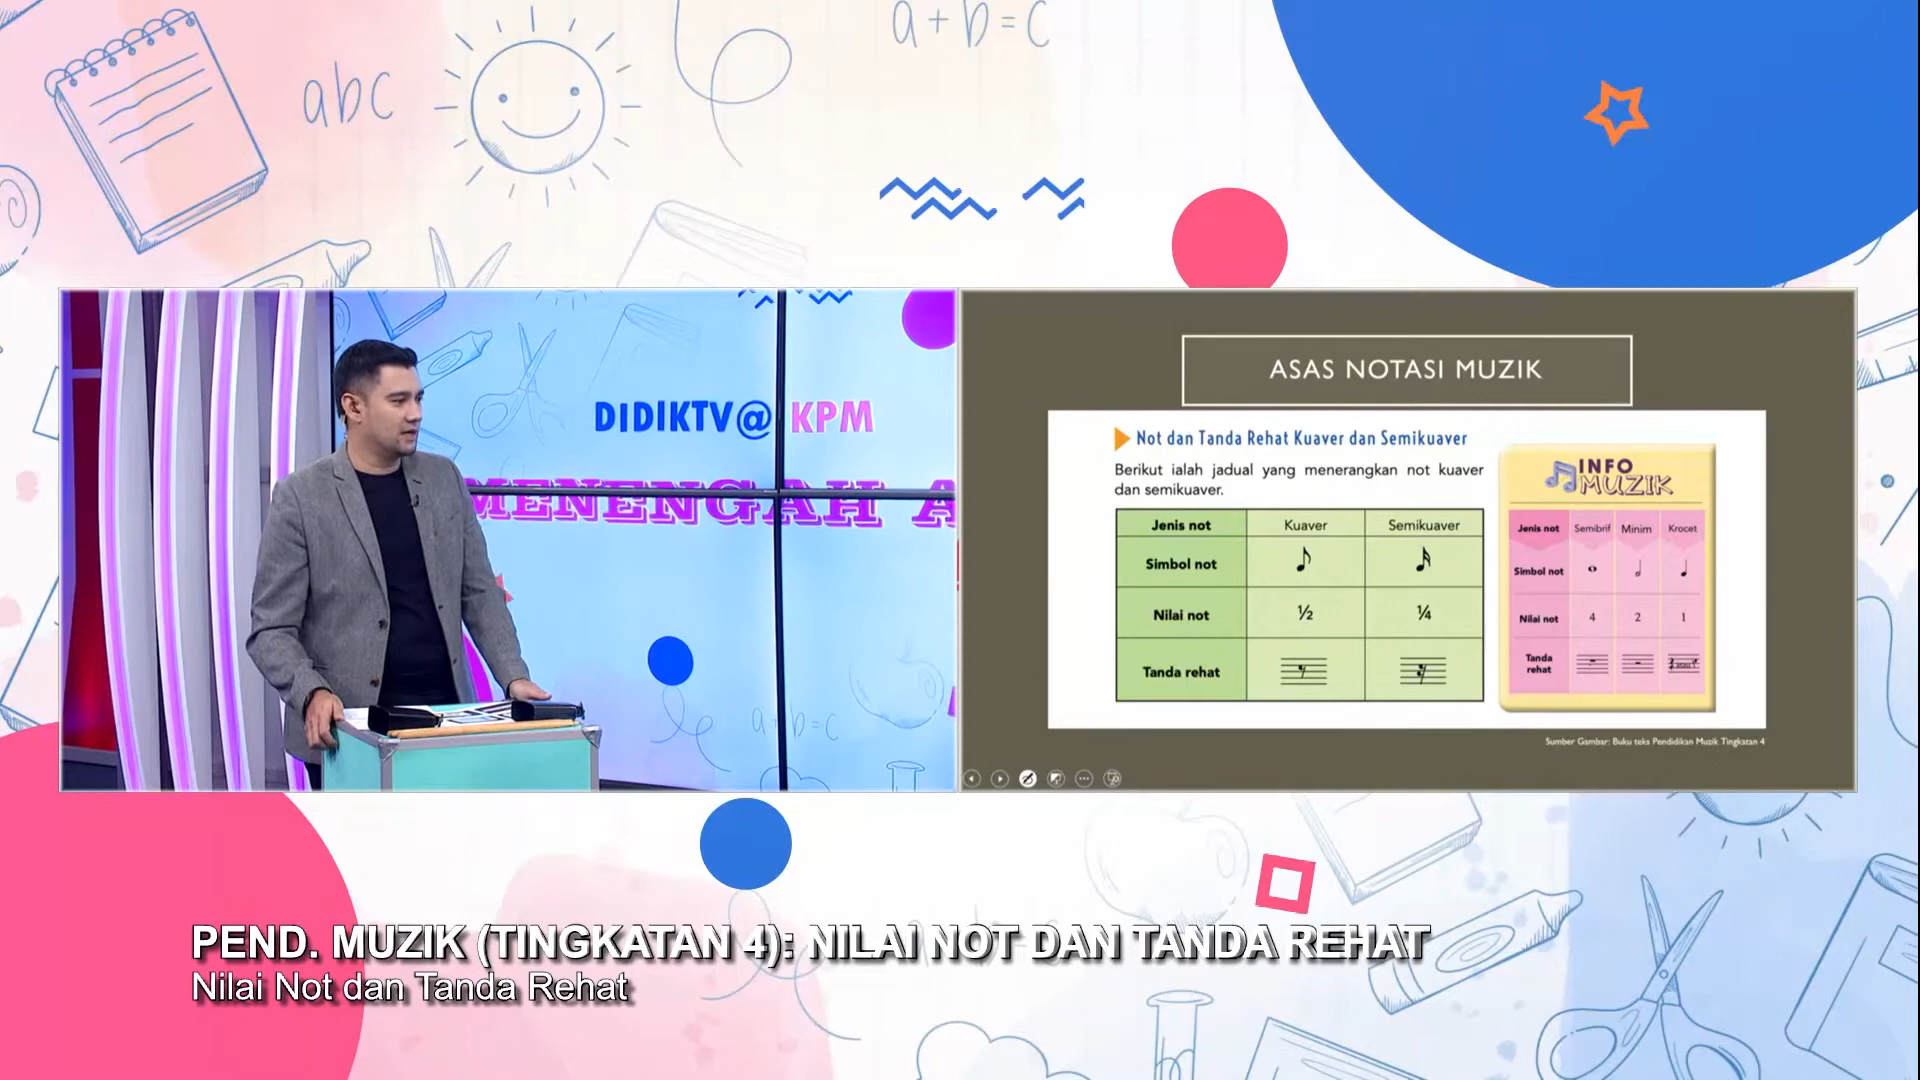 a+b=c
abc
DIDIKTV@KPM
MENENGAH A
a+b=c
ASAS NOTASI MUZIK
Not dan Tanda Rehat Kuaver dan Semikuaver
Berikut ialah jadual yang menerangkan not kuaver
dan semikuaver.
Jenis not Kuaver Semikuaver
Simbol not
Nilai not ½ ¼
Tanda rehat
INFO
MUZIK
Jenis not Semibrif Minim Krocet
Simbol not
Nilai not 4 2 1
Tanda
rehat
Sumber Gambar: Buku teks Pendidikan Muzik Tingkatan 4
PEND. MUZIK (TINGKATAN 4): NILAI NOT DAN TANDA REHAT
Nilai Not dan Tanda Rehat